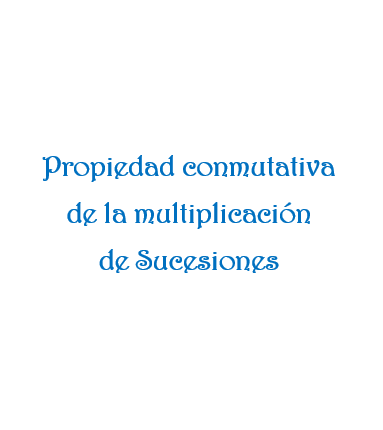 Propiedad conmutativa
de la multiplicación
de Sucesiones